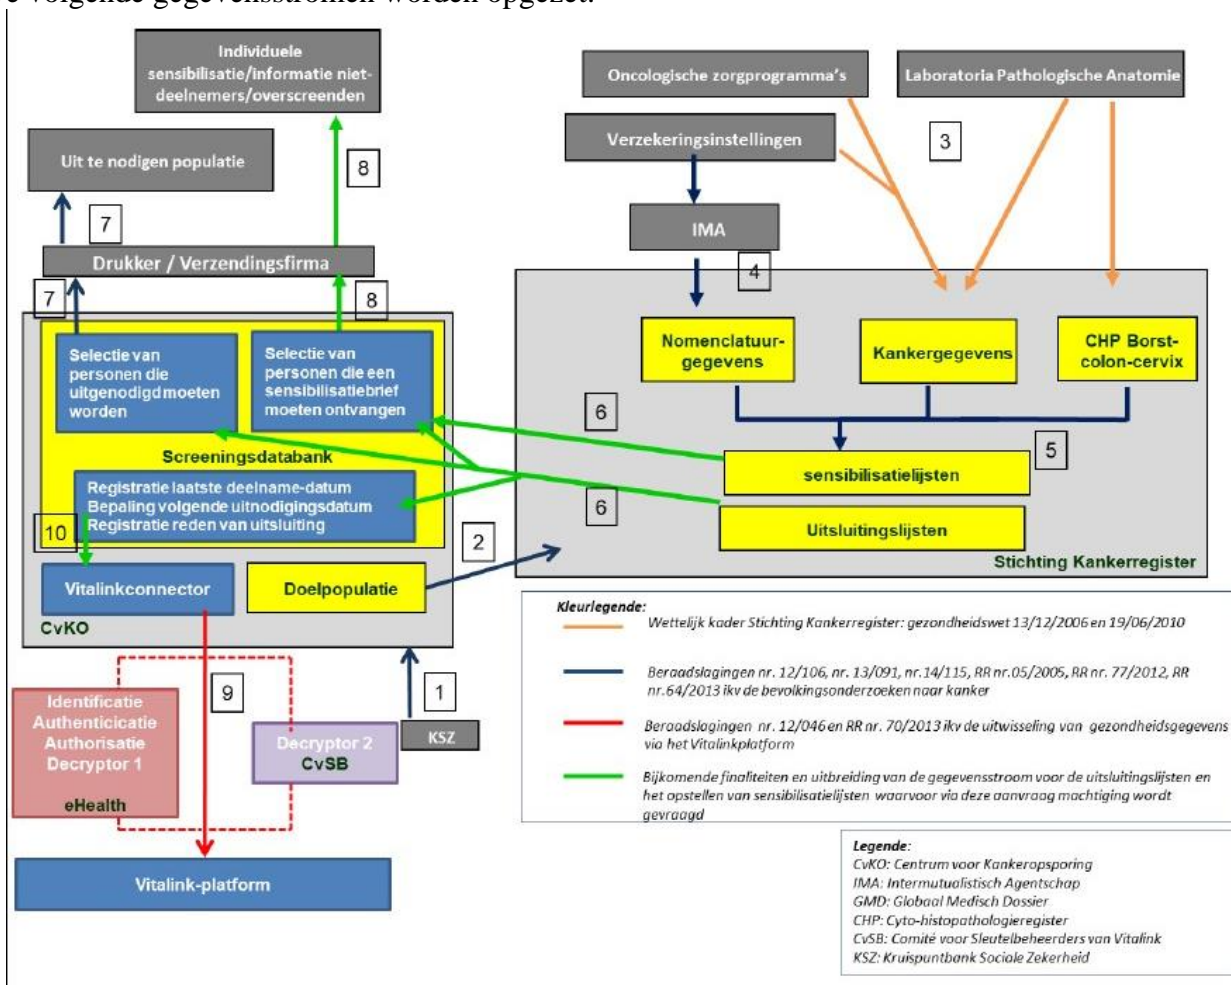 e volgende gegevensstromen worden opgezet:
Individuele
sensibilisatie/informatie niet-
deelnemers/overscreenden
Uit te nodigen populatie
8
7
Drukker / Verzendingsfirma
7
8
Selectie van
personen die
uitgenodigd moeten
worden
Selectie van
personen die een
sensibilisatiebrief
moeten ontvangen
Screeningsdatabank
Registratie laatste deelname-datum
Bepaling volgende uitnodigingsdatum
Registratie reden van uitsluiting
10
Vitalinkconnector
Doelpopulatie
CvKO
2
Oncologische zorgprogramma's
Laboratoria Pathologische Anatomie
Verzekeringsinstellingen
3
IMA
4
Nomenclatuur-
gegevens
Kankergegevens
CHP Borst-
colon-cervix
6
5
sensibilisatielijsten
6
Uitsluitingslijsten
Stichting Kankerregister
9
1
KSZ
Identificatie
Authenticicatie
Authorisatie
Decryptor 1
eHealth
Decryptor 2
CvSB
Vitalink-platform
Kleurlegende:
Wettelijk kader Stichting Kankerregister: gezondheidswet 13/12/2006 en 19/06/2010
Beraadslagingen nr. 12/106, nr. 13/091, nr.14/115, RR nr.05/2005, RR nr. 77/2012, RR
nr.64/2013 ikv de bevolkingsonderzoeken naar kanker
Beraadslagingen nr. 12/046 en RR nr. 70/2013 ikv de uitwisseling van gezondheidsgegevens
via het Vitalinkplatform
Bijkomende finaliteiten en uitbreiding van de gegevensstroom voor de uitsluitingslijsten en
het opstellen van sensibilisatielijsten waarvoor via deze aanvraag machtiging wordt
gevraagd
Legende:
CvKO: Centrum voor Kankeropsporing
IMA: Intermutualistisch Agentschap
GMD: Globaal Medisch Dossier
CHP: Cyto-histopathologieregister
CvSB: Comité voor Sleutelbeheerders van Vitalink
KSZ: Kruispuntbank Sociale Zekerheid